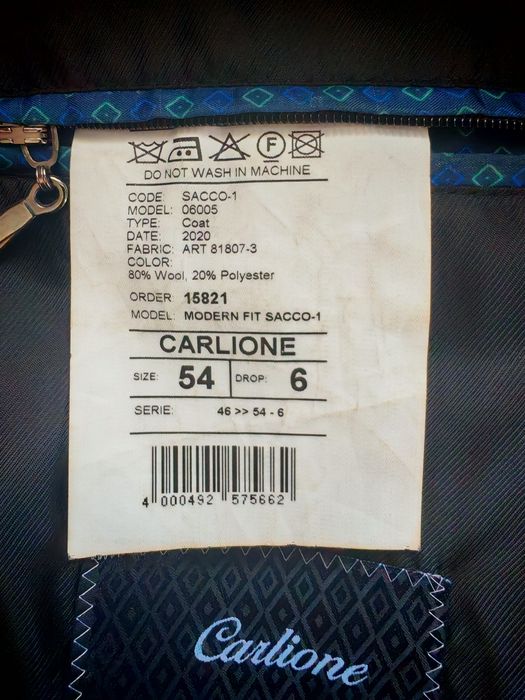 F
DO NOT WASH IN MACHINE
CODE: SACCO-1
MODEL: 06005
TYPE: Coat
DATE: 2020
FABRIC: ART 81807-3
COLOR:
80% Wool, 20% Polyester
ORDER 15821
MODEL: MODERN FIT SACCO-1
CARLIONE
SIZE: 54 DROP: 6
SERIE: 46 >> 54 - 6
4 000492 575662
Carlione